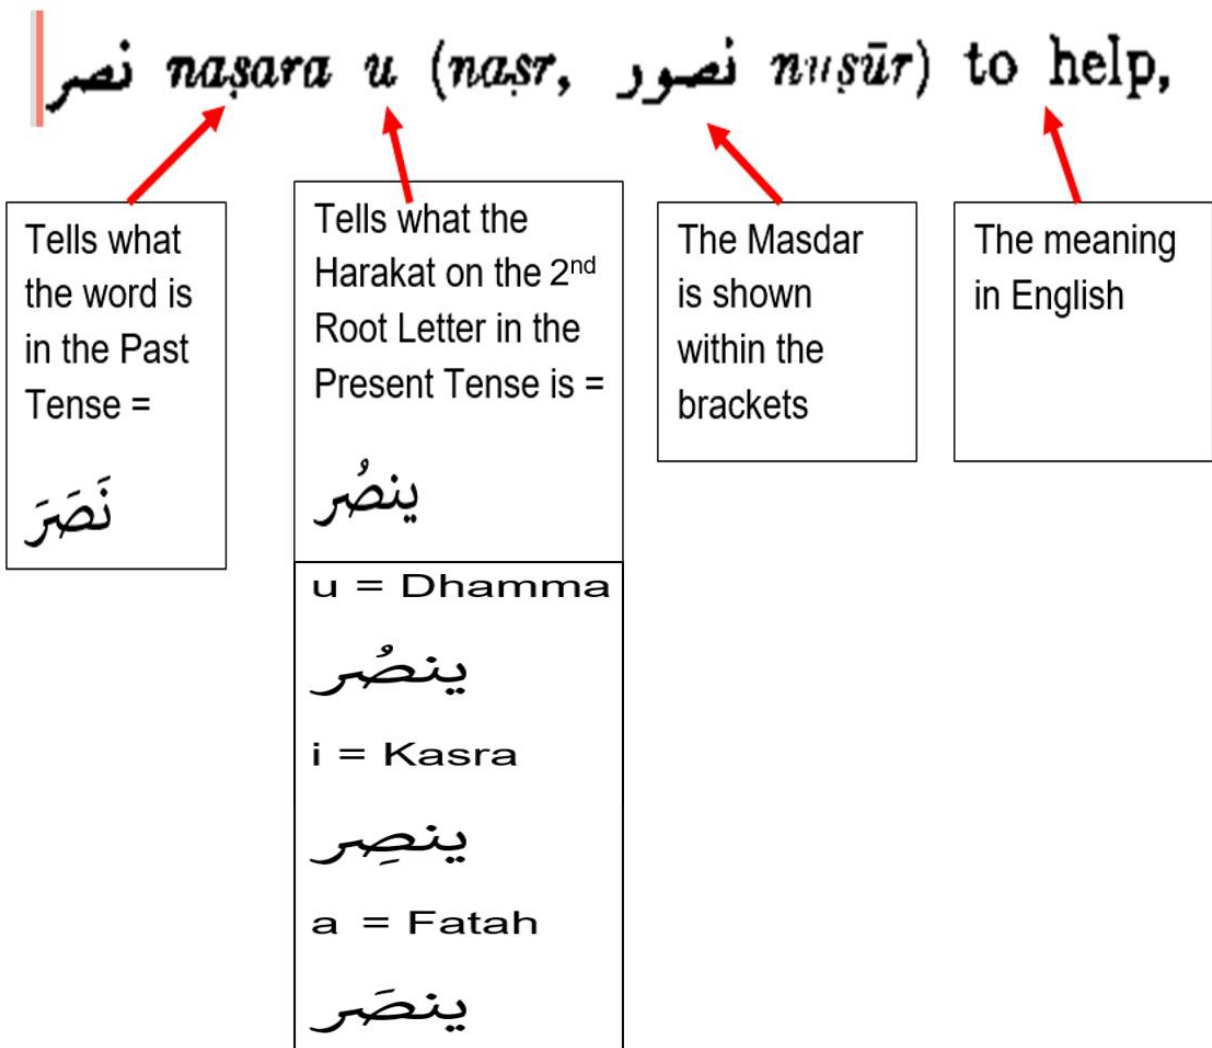 نصر naṣara u (naṣr, نصور nuṣūr) to help,
Tells what
the word is
in the Past
Tense =
نَصَرَ
Tells what the
Harakat on the 2nd
Root Letter in the
Present Tense is =
ينصُر
u = Dhamma
ينصُر
i = Kasra
ينصِر
a = Fatah
ينصَر
The Masdar
is shown
within the
brackets
The meaning
in English